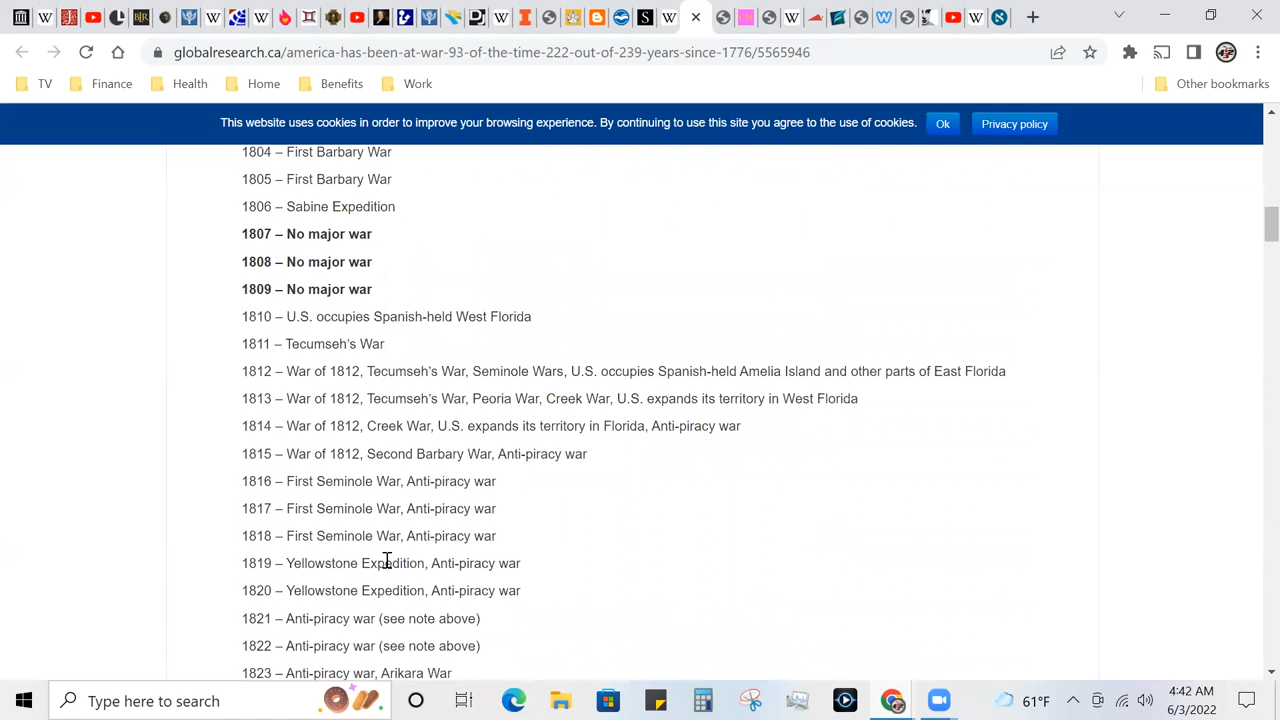 globalresearch.ca/america-has-been-at-war-93-of-the-time-222-out-of-239-years-since-1776/5565946
TV Finance Health Home Benefits Work Other bookmarks
This website uses cookies in order to improve your browsing experience. By continuing to use this site you agree to the use of cookies. Ok Privacy policy
1804 – First Barbary War
1805 – First Barbary War
1806 – Sabine Expedition
1807 – No major war
1808 – No major war
1809 – No major war
1810 – U.S. occupies Spanish-held West Florida
1811 – Tecumseh’s War
1812 – War of 1812, Tecumseh’s War, Seminole Wars, U.S. occupies Spanish-held Amelia Island and other parts of East Florida
1813 – War of 1812, Tecumseh’s War, Peoria War, Creek War, U.S. expands its territory in West Florida
1814 – War of 1812, Creek War, U.S. expands its territory in Florida, Anti-piracy war
1815 – War of 1812, Second Barbary War, Anti-piracy war
1816 – First Seminole War, Anti-piracy war
1817 – First Seminole War, Anti-piracy war
1818 – First Seminole War, Anti-piracy war
1819 – Yellowstone Expedition, Anti-piracy war
1820 – Yellowstone Expedition, Anti-piracy war
1821 – Anti-piracy war (see note above)
1822 – Anti-piracy war (see note above)
1823 – Anti-piracy war, Arikara War
Type here to search 61°F 4:42 AM
6/3/2022